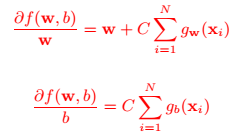 ∂f(𝐰, b)/𝐰 = 𝐰 + C ∑_{i=1}^{N} g_𝐰(𝐱_i)
∂f(𝐰, b)/b = C ∑_{i=1}^{N} g_b(𝐱_i)